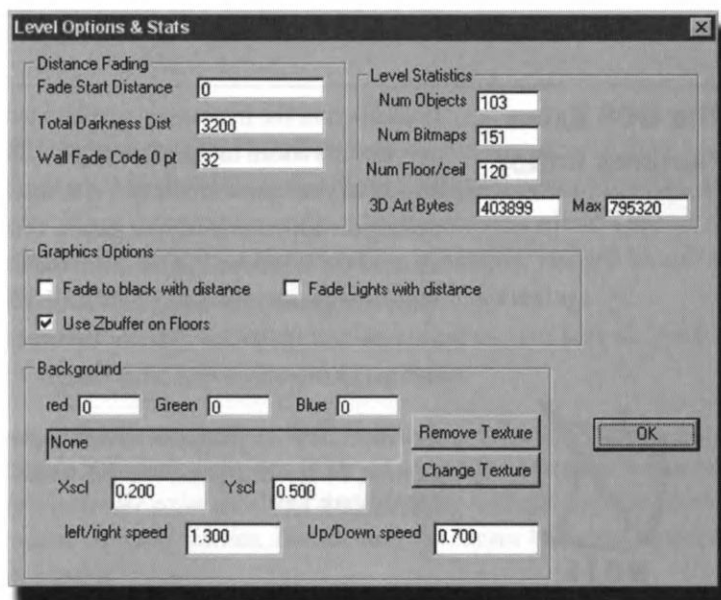 Level Options & Stats
Distance Fading
Fade Start Distance 0
Total Darkness Dist 3200
Wall Fade Code 0 pt 32
Level Statistics
Num Objects 103
Num Bitmaps 151
Num Floor/ceil 120
3D Art Bytes 403899 Max 795320
Graphics Options
Fade to black with distance Fade Lights with distance
Use Zbuffer on Floors
Background
red 0 Green 0 Blue 0
None
Remove Texture
Change Texture
OK
Xscl 0.200 Yscl 0.500
left/right speed 1.300 Up/Down speed 0.700